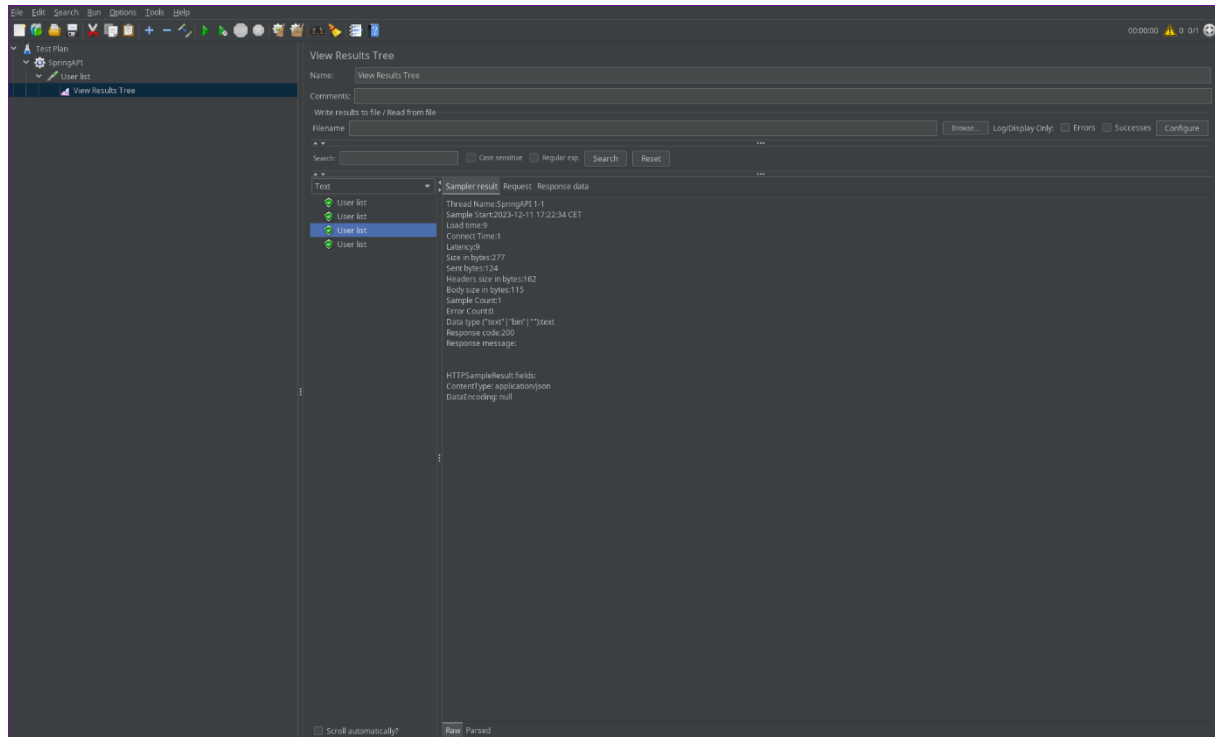 File Edit Search Run Options Tools Help
00:00:00 0 0/1
Test Plan
SpringAPI
User list
View Results Tree
View Results Tree
Name: View Results Tree
Comments:
Write results to file / Read from file
Filename Browse... Log/Display Only: Errors Successes Configure
Search: Case sensitive Regular exp. Search Reset
Text
User list
User list
User list
User list
Scroll automatically?
Sampler result Request Response data
Thread Name:SpringAPI 1-1
Sample Start:2023-12-11 17:22:34 CET
Load time:9
Connect Time:1
Latency:9
Size in bytes:277
Sent bytes:124
Headers size in bytes:162
Body size in bytes:115
Sample Count:1
Error Count:0
Data type ("text"|"bin"|""):text
Response code:200
Response message:
HTTPSampleResult fields:
ContentType: application/json
DataEncoding: null
Raw Parsed